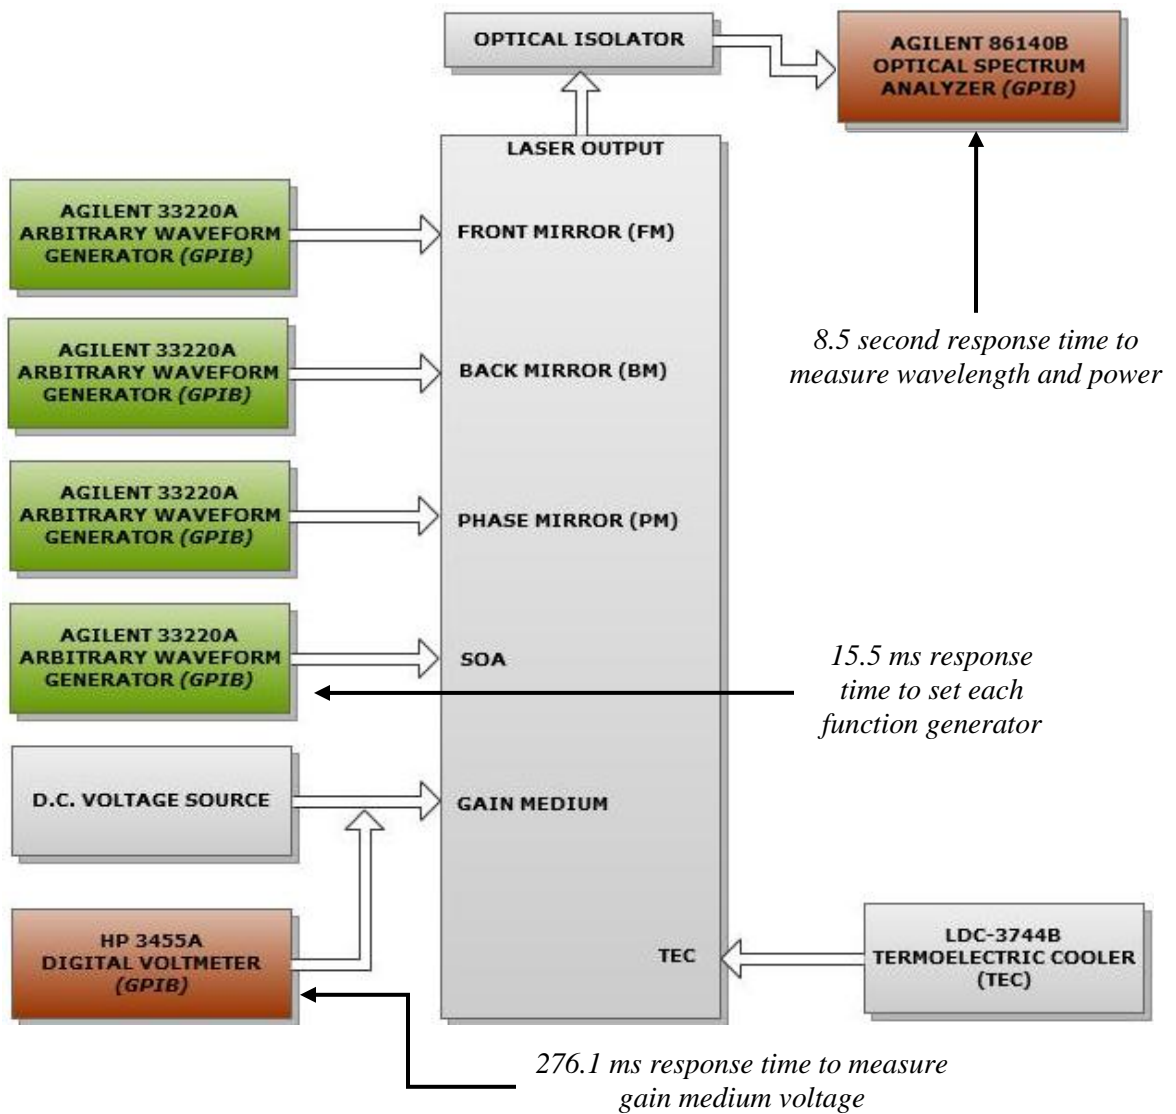 OPTICAL ISOLATOR
AGILENT 86140B
OPTICAL SPECTRUM
ANALYZER (GPIB)
LASER OUTPUT
AGILENT 33220A
ARBITRARY WAVEFORM
GENERATOR (GPIB)
FRONT MIRROR (FM)
8.5 second response time to
measure wavelength and power
AGILENT 33220A
ARBITRARY WAVEFORM
GENERATOR (GPIB)
BACK MIRROR (BM)
AGILENT 33220A
ARBITRARY WAVEFORM
GENERATOR (GPIB)
PHASE MIRROR (PM)
AGILENT 33220A
ARBITRARY WAVEFORM
GENERATOR (GPIB)
SOA
15.5 ms response
time to set each
function generator
D.C. VOLTAGE SOURCE
GAIN MEDIUM
HP 3455A
DIGITAL VOLTMETER
(GPIB)
TEC
LDC-3744B
TERMOELECTRIC COOLER
(TEC)
276.1 ms response time to measure
gain medium voltage